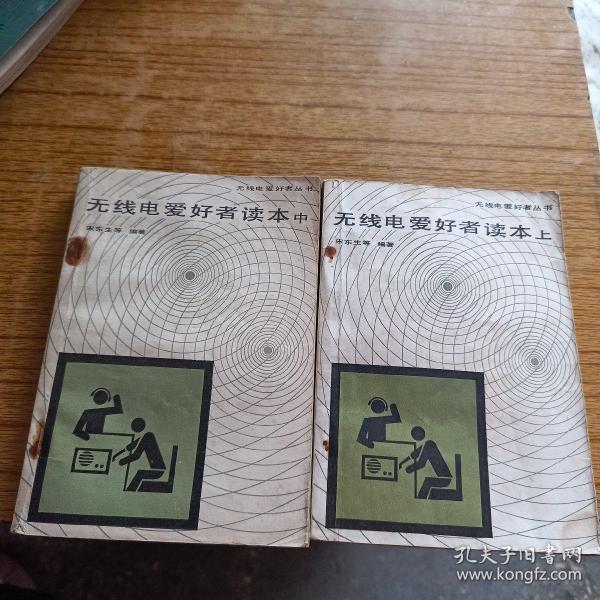 无线电爱好者丛书
无线电爱好者读本中
宋东生等 编著
无线电爱好者丛书
无线电爱好者读本上
宋东生等 编著
孔夫子旧书网
www.kongfz.com